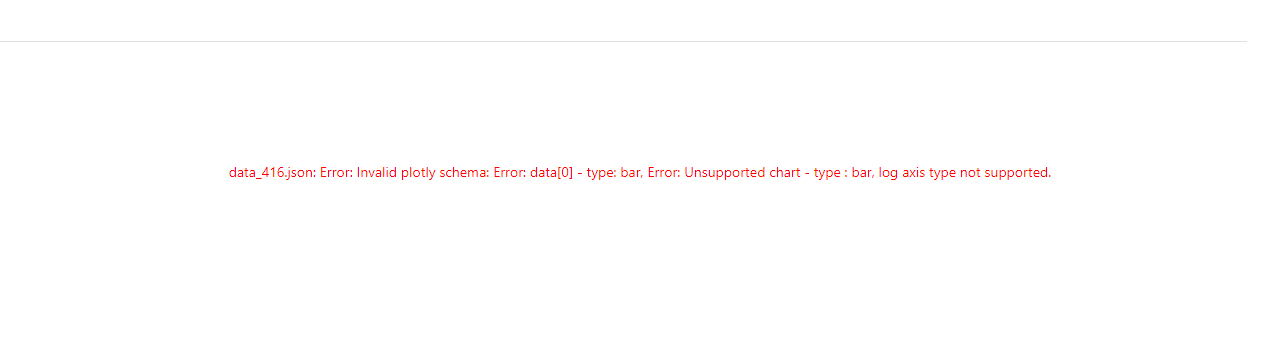 data_416.json: Error: Invalid plotly schema: Error: data[0] - type: bar, Error: Unsupported chart - type : bar, log axis type not supported.